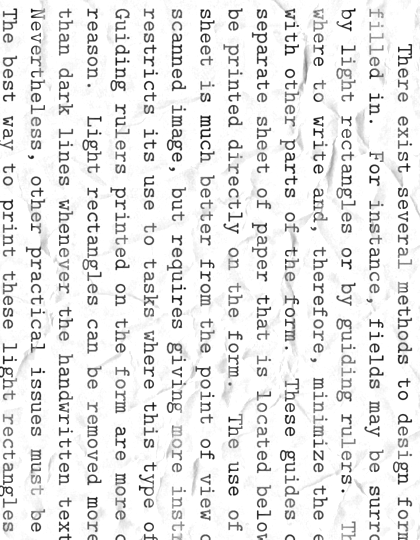 There exist several methods to design form
filled in. For instance, fields may be surro
by light rectangles or by guiding rulers. Th
where to write and, therefore, minimize the e
with other parts of the form. These guides c
separate sheet of paper that is located below
be printed directly on the form. The use of
sheet is much better from the point of view o
scanned image, but requires giving more instr
restricts its use to tasks where this type of
Guiding rulers printed on the form are more c
reason. Light rectangles can be removed more
than dark lines whenever the handwritten text
Nevertheless, other practical issues must be
The best way to print these light rectangles